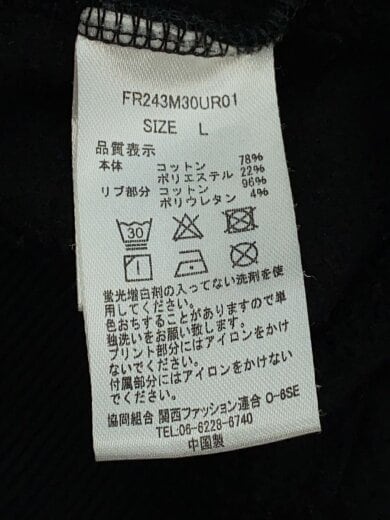 FR243M30UR01
SIZE L
品質表示
本体 コットン 78%
ポリエステル 22%
リブ部分 コットン 96%
ポリウレタン 4%
30
蛍光増白剤の入ってない洗剤を使
用してください。
色おちすることがありますので単
独洗いをお願い致します。
プリント部分にはアイロンをかけ
ないでください。
付属部分にはアイロンをかけない
でください。
協同組合 関西ファッション連合 O-6SE
TEL:06-6228-6740
中国製